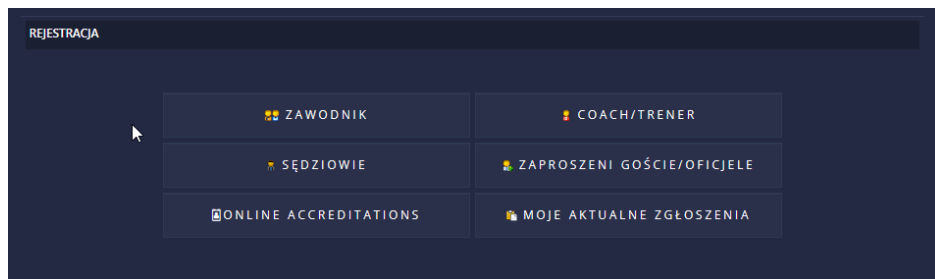 REJESTRACJA
ZAWODNIK
COACH/TRENER
SĘDZIOWIE
ZAPROSZENI GOŚCIE/OFICJELE
ONLINE ACCREDITATIONS
MOJE AKTUALNE ZGŁOSZENIA